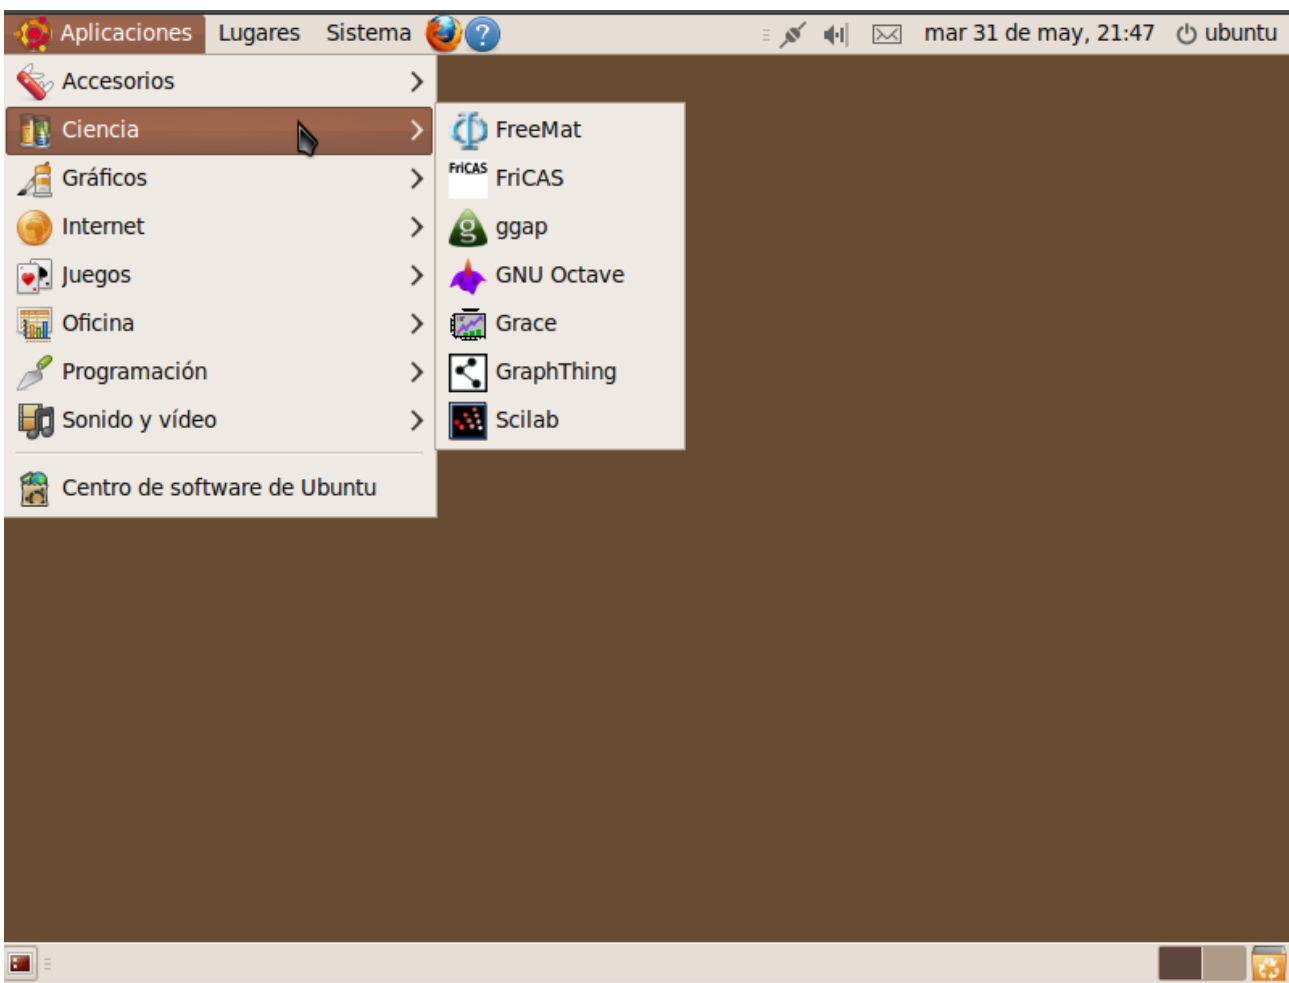 Aplicaciones Lugares Sistema ? mar 31 de may, 21:47 ubuntu
Accesorios
Ciencia
Gráficos
Internet
Juegos
Oficina
Programación
Sonido y vídeo
Centro de software de Ubuntu
FreeMat
FriCAS FriCAS
g ggap
GNU Octave
Grace
GraphThing
Scilab